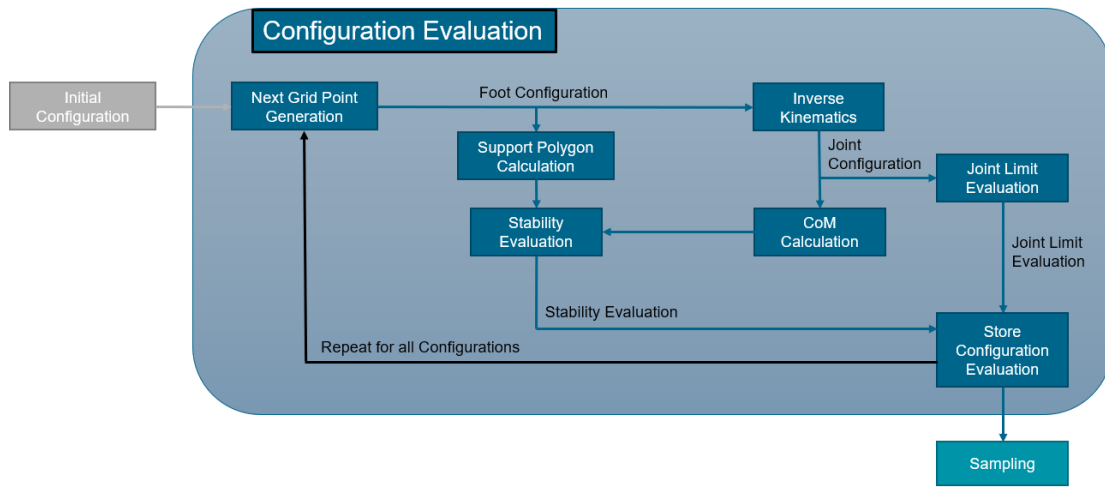 Configuration Evaluation
Initial
Configuration
Next Grid Point
Generation
Foot Configuration
Inverse
Kinematics
Support Polygon
Calculation
Joint
Configuration
Joint Limit
Evaluation
Stability
Evaluation
CoM
Calculation
Joint Limit
Evaluation
Stability Evaluation
Store
Configuration
Evaluation
Repeat for all Configurations
Sampling